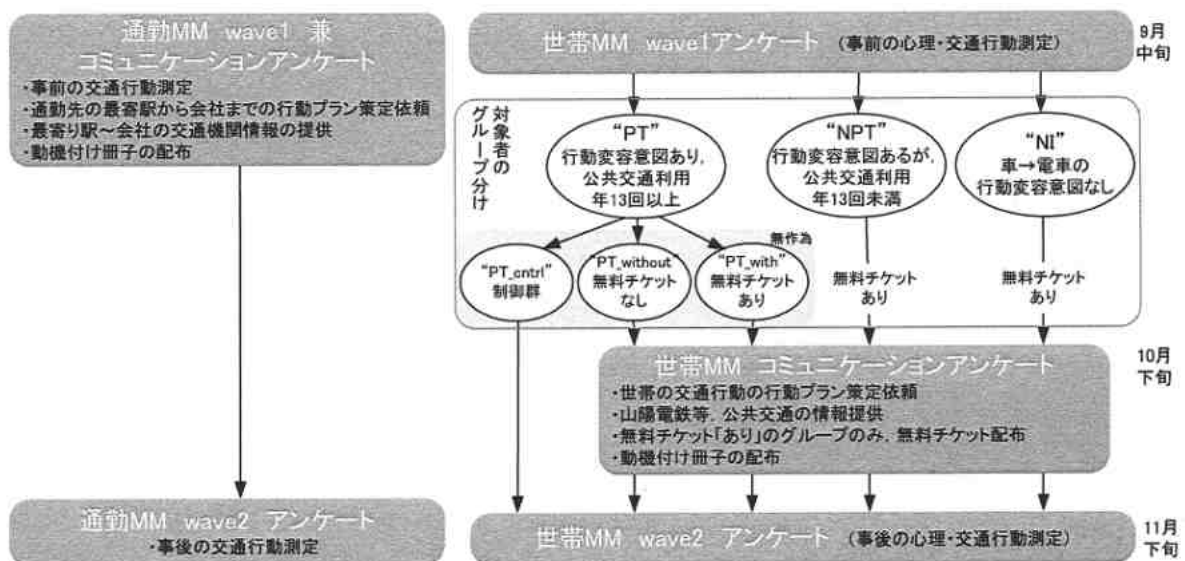 通勤MM wave1 兼
コミュニケーションアンケート
・事前の交通行動測定
・通勤先の最寄駅から会社までの行動プラン策定依頼
・最寄り駅～会社の交通機関情報の提供
・動機付け冊子の配布
世帯MM wave1アンケート (事前の心理・交通行動測定)
9月
中旬
対象者の
グループ分け
“PT”
行動変容意図あり,
公共交通利用
年13回以上
“NPT”
行動変容意図あるが,
公共交通利用
年13回未満
“NI”
車→電車の
行動変容意図なし
無作為
“PT_cntrl”
制御群
“PT_without”
無料チケット
なし
“PT_with”
無料チケット
あり
無料チケット
あり
無料チケット
あり
世帯MM コミュニケーションアンケート
・世帯の交通行動の行動プラン策定依頼
・山陽電鉄等, 公共交通の情報提供
・無料チケット「あり」のグループのみ, 無料チケット配布
・動機付け冊子の配布
10月
下旬
通勤MM wave2 アンケート
・事後の交通行動測定
世帯MM wave2 アンケート (事後の心理・交通行動測定)
11月
下旬